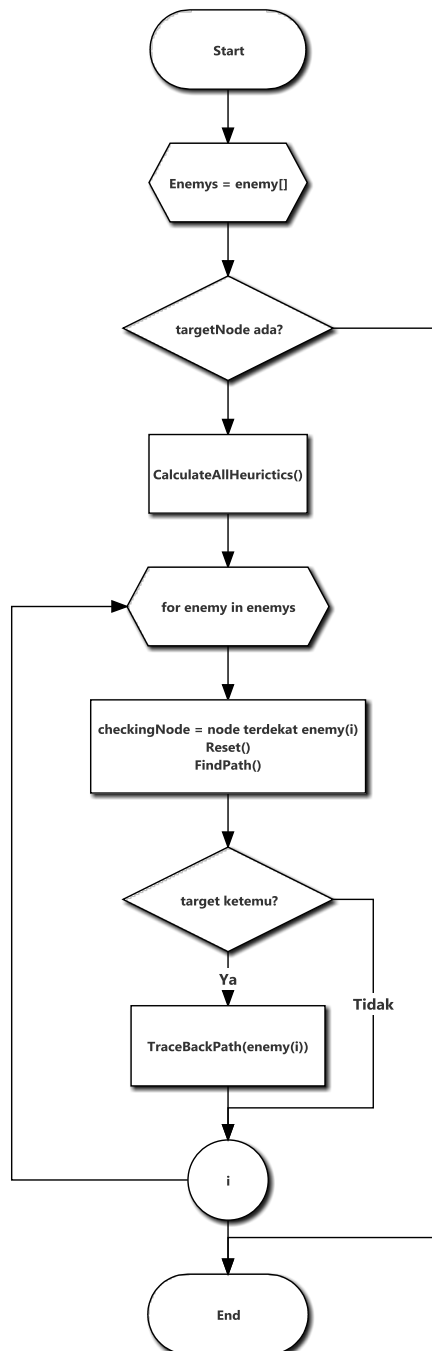 Start
Enemys = enemy[]
targetNode ada?
CalculateAllHeurictics()
for enemy in enemys
checkingNode = node terdekat enemy(i)
Reset()
FindPath()
target ketemu?
Ya
Tidak
TraceBackPath(enemy(i))
i
End